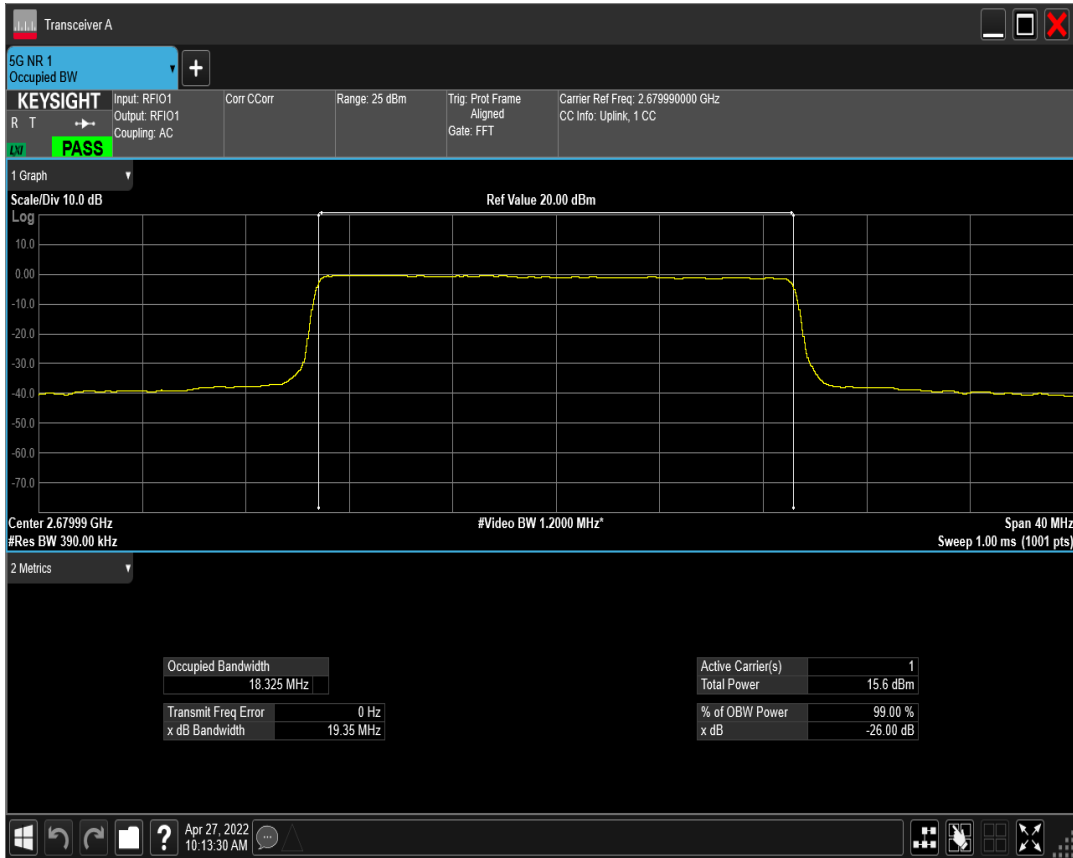 Transceiver A
5G NR 1
Occupied BW
+
KEYSIGHT
R T
LXI
PASS
Input: RFIO1
Output: RFIO1
Coupling: AC
Corr CCorr
Range: 25 dBm
Trig: Prot Frame
Aligned
Gate: FFT
Carrier Ref Freq: 2.679990000 GHz
CC Info: Uplink, 1 CC
1 Graph
Scale/Div 10.0 dB
Ref Value 20.00 dBm
Log
10.0
0.00
-10.0
-20.0
-30.0
-40.0
-50.0
-60.0
-70.0
Center 2.67999 GHz
#Video BW 1.2000 MHz*
Span 40 MHz
#Res BW 390.00 kHz
Sweep 1.00 ms (1001 pts)
2 Metrics
Occupied Bandwidth
18.325 MHz
Transmit Freq Error 0 Hz
x dB Bandwidth 19.35 MHz
Active Carrier(s) 1
Total Power 15.6 dBm
% of OBW Power 99.00 %
x dB -26.00 dB
?
Apr 27, 2022
10:13:30 AM